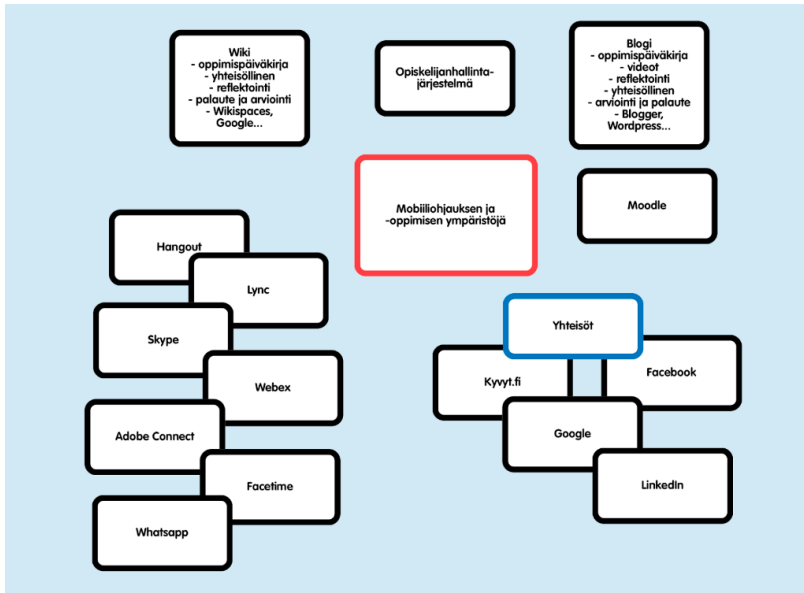 Wiki
- oppimispäiväkirja
- yhteisöllinen
- reflektointi
- palaute ja arviointi
- Wikispaces,
Google...
Opiskelijanhallinta-
järjestelmä
Blogi
- oppimispäiväkirja
- videot
- reflektointi
- yhteisöllinen
- arviointi ja palaute
- Blogger,
Wordpress...
Mobiiliohjauksen ja
-oppimisen ympäristöjä
Moodle
Hangout
Lync
Skype
Webex
Adobe Connect
Facetime
Whatsapp
Yhteisöt
Kyvyt.fi
Facebook
Google
LinkedIn